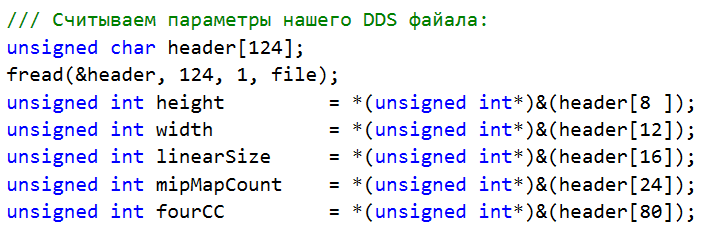 /// Считываем параметры нашего DDS файала:
unsigned char header[124];
fread(&header, 124, 1, file);
unsigned int height        = *(unsigned int*)&(header[8 ]);
unsigned int width         = *(unsigned int*)&(header[12]);
unsigned int linearSize    = *(unsigned int*)&(header[16]);
unsigned int mipMapCount   = *(unsigned int*)&(header[24]);
unsigned int fourCC        = *(unsigned int*)&(header[80]);